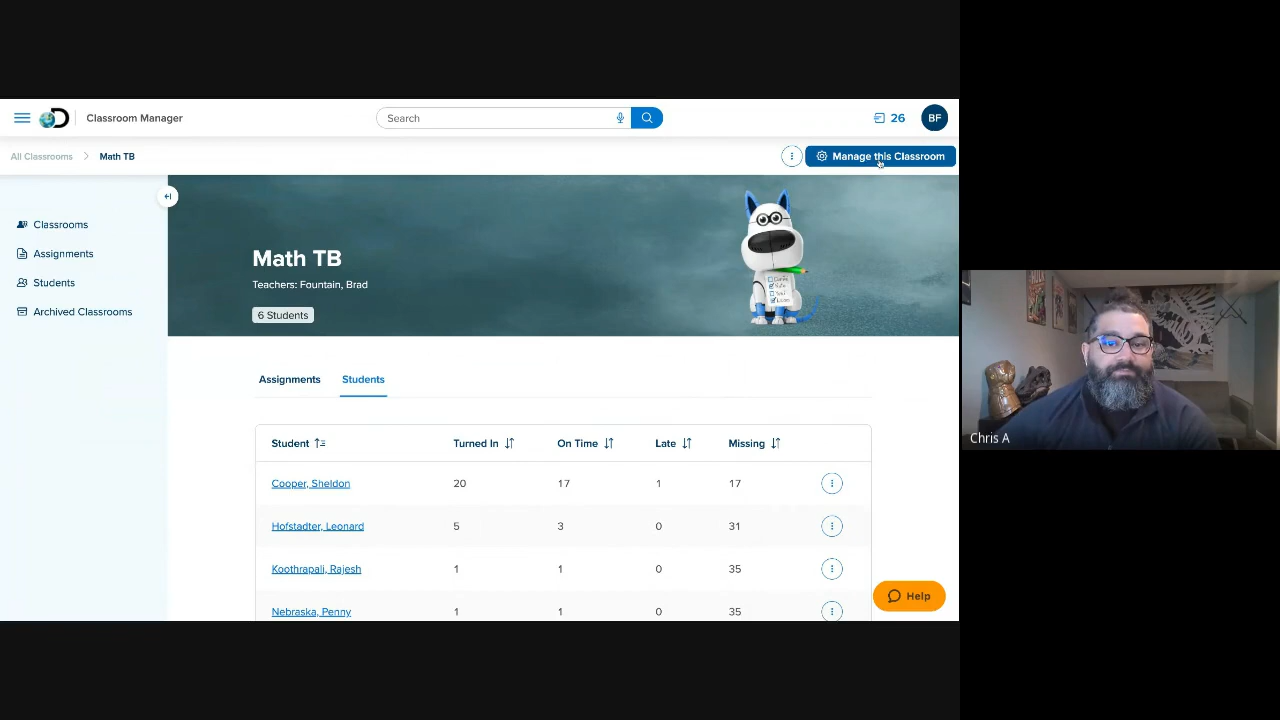 Classroom Manager
Search
26
BF
All Classrooms
Math TB
Manage this Classroom
Classrooms
Assignments
Students
Archived Classrooms
Math TB
Teachers: Fountain, Brad
6 Students
Assignments Students
Student Turned In On Time Late Missing
Cooper, Sheldon 20 17 1 17
Hofstadter, Leonard 5 3 0 31
Koothrapali, Rajesh 1 1 0 35
Nebraska, Penny 1 1 0 35
Help
Chris A